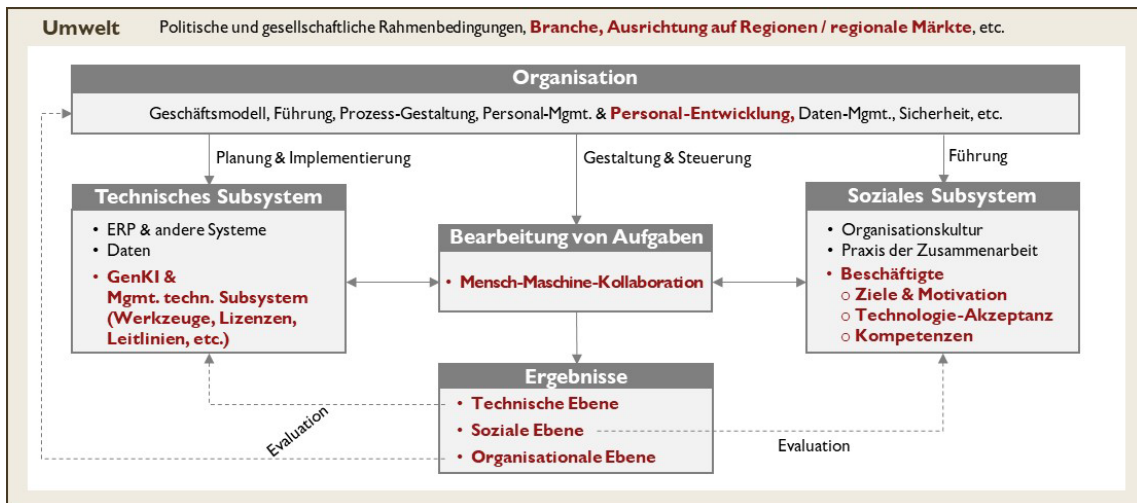 Umwelt Politische und gesellschaftliche Rahmenbedingungen, Branche, Ausrichtung auf Regionen / regionale Märkte, etc.
Organisation
Geschäftsmodell, Führung, Prozess-Gestaltung, Personal-Mgmt. & Personal-Entwicklung, Daten-Mgmt., Sicherheit, etc.
Planung & Implementierung
Gestaltung & Steuerung
Führung
Technisches Subsystem
• ERP & andere Systeme
• Daten
• GenKI &
Mgmt. techn. Subsystem
(Werkzeuge, Lizenzen,
Leitlinien, etc.)
Bearbeitung von Aufgaben
• Mensch-Maschine-Kollaboration
Soziales Subsystem
• Organisationskultur
• Praxis der Zusammenarbeit
• Beschäftigte
o Ziele & Motivation
o Technologie-Akzeptanz
o Kompetenzen
Ergebnisse
• Technische Ebene
• Soziale Ebene
• Organisationale Ebene
Evaluation
Evaluation